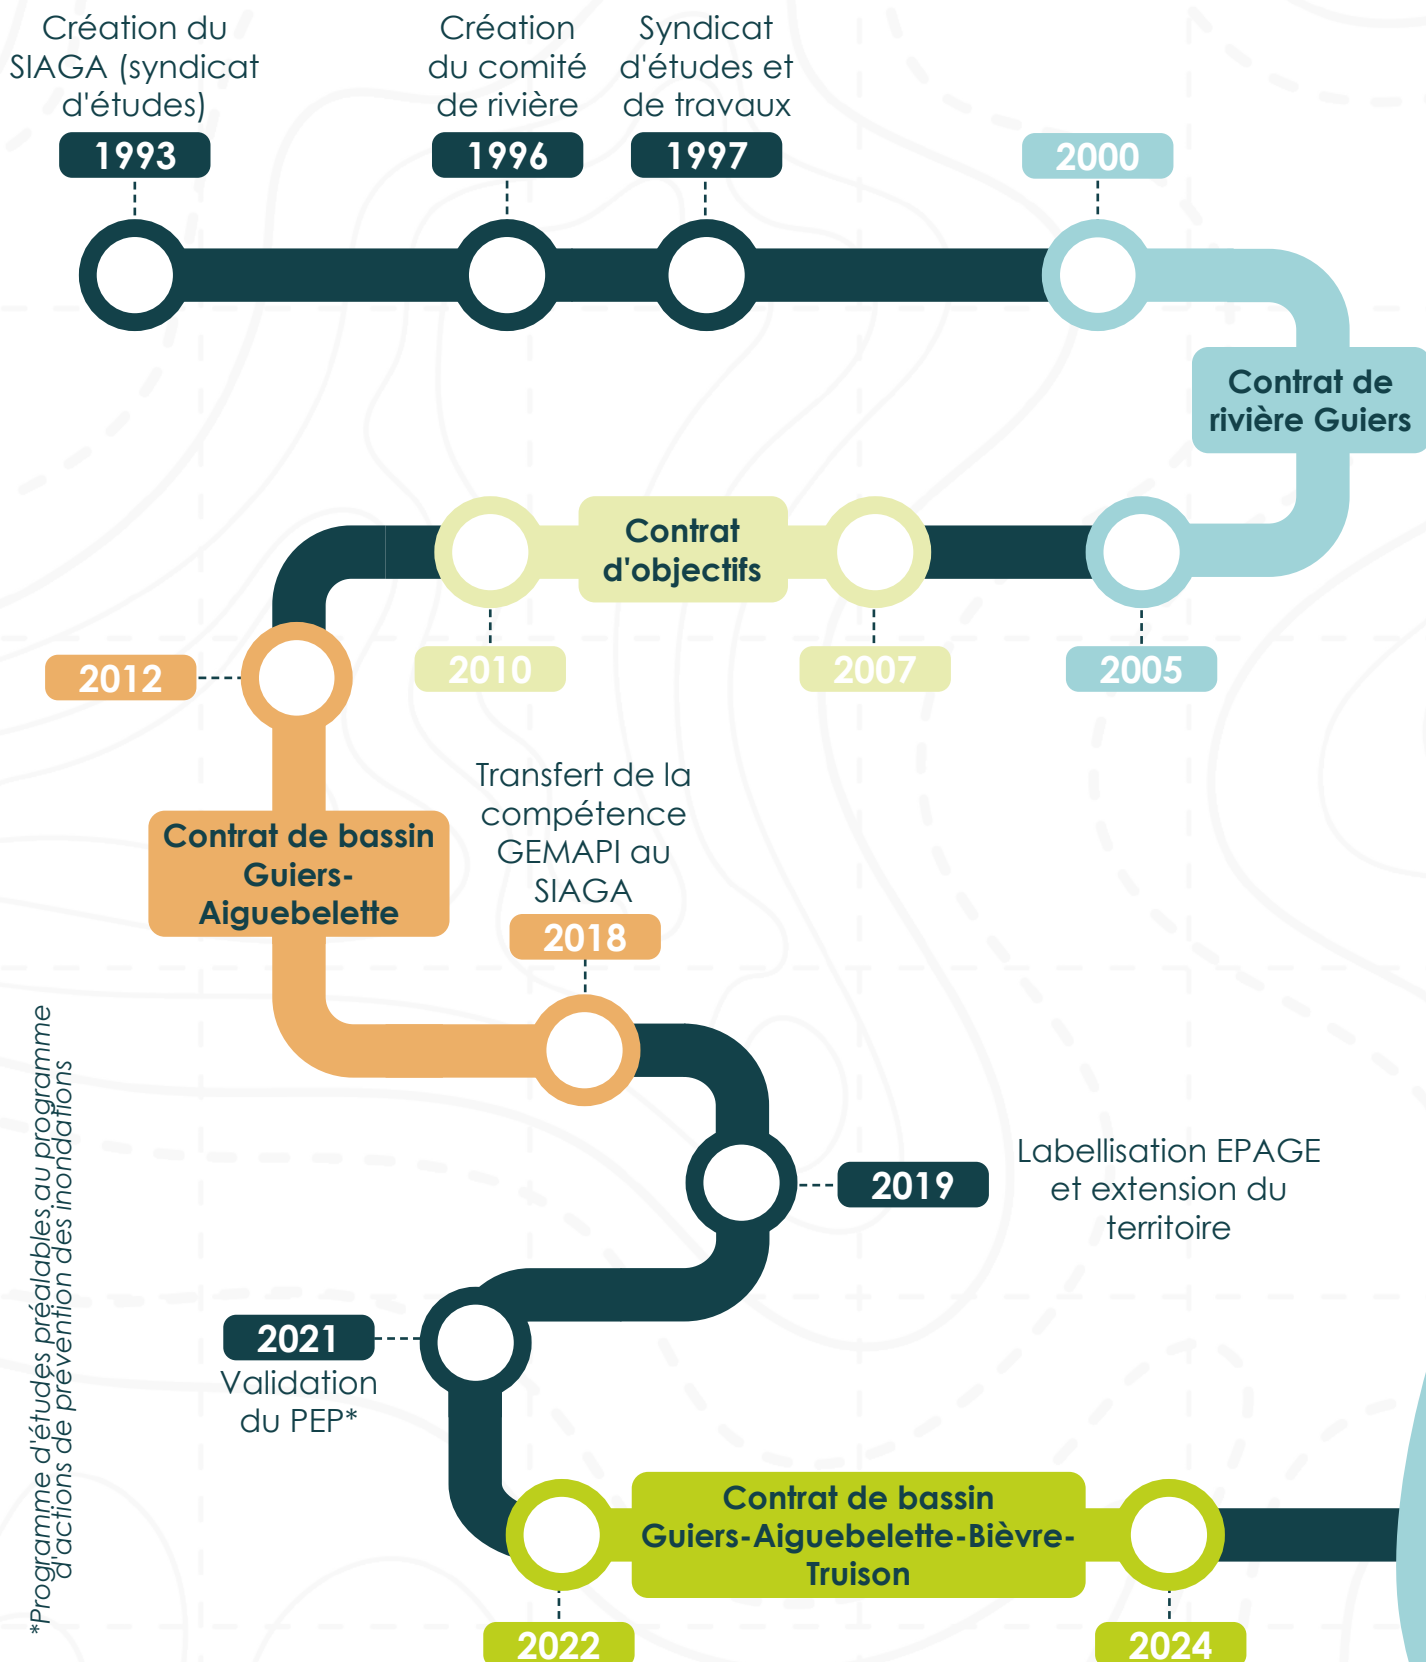 Création du
SIAGA (syndicat
d'études)
1993
Création
du comité
de rivière
1996
Syndicat
d'études et
de travaux
1997
2000
Contrat de
rivière Guiers
2005
2007
Contrat
d'objectifs
2010
2012
Contrat de bassin
Guiers-
Aiguebelette
Transfert de la
compétence
GEMAPI au
SIAGA
2018
2019
Labellisation EPAGE
et extension du
territoire
2021
Validation
du PEP*
2022
Contrat de bassin
Guiers-Aiguebelette-Bièvre-
Truison
2024
*Programme d'études préalables au programme
d'actions de prévention des inondations